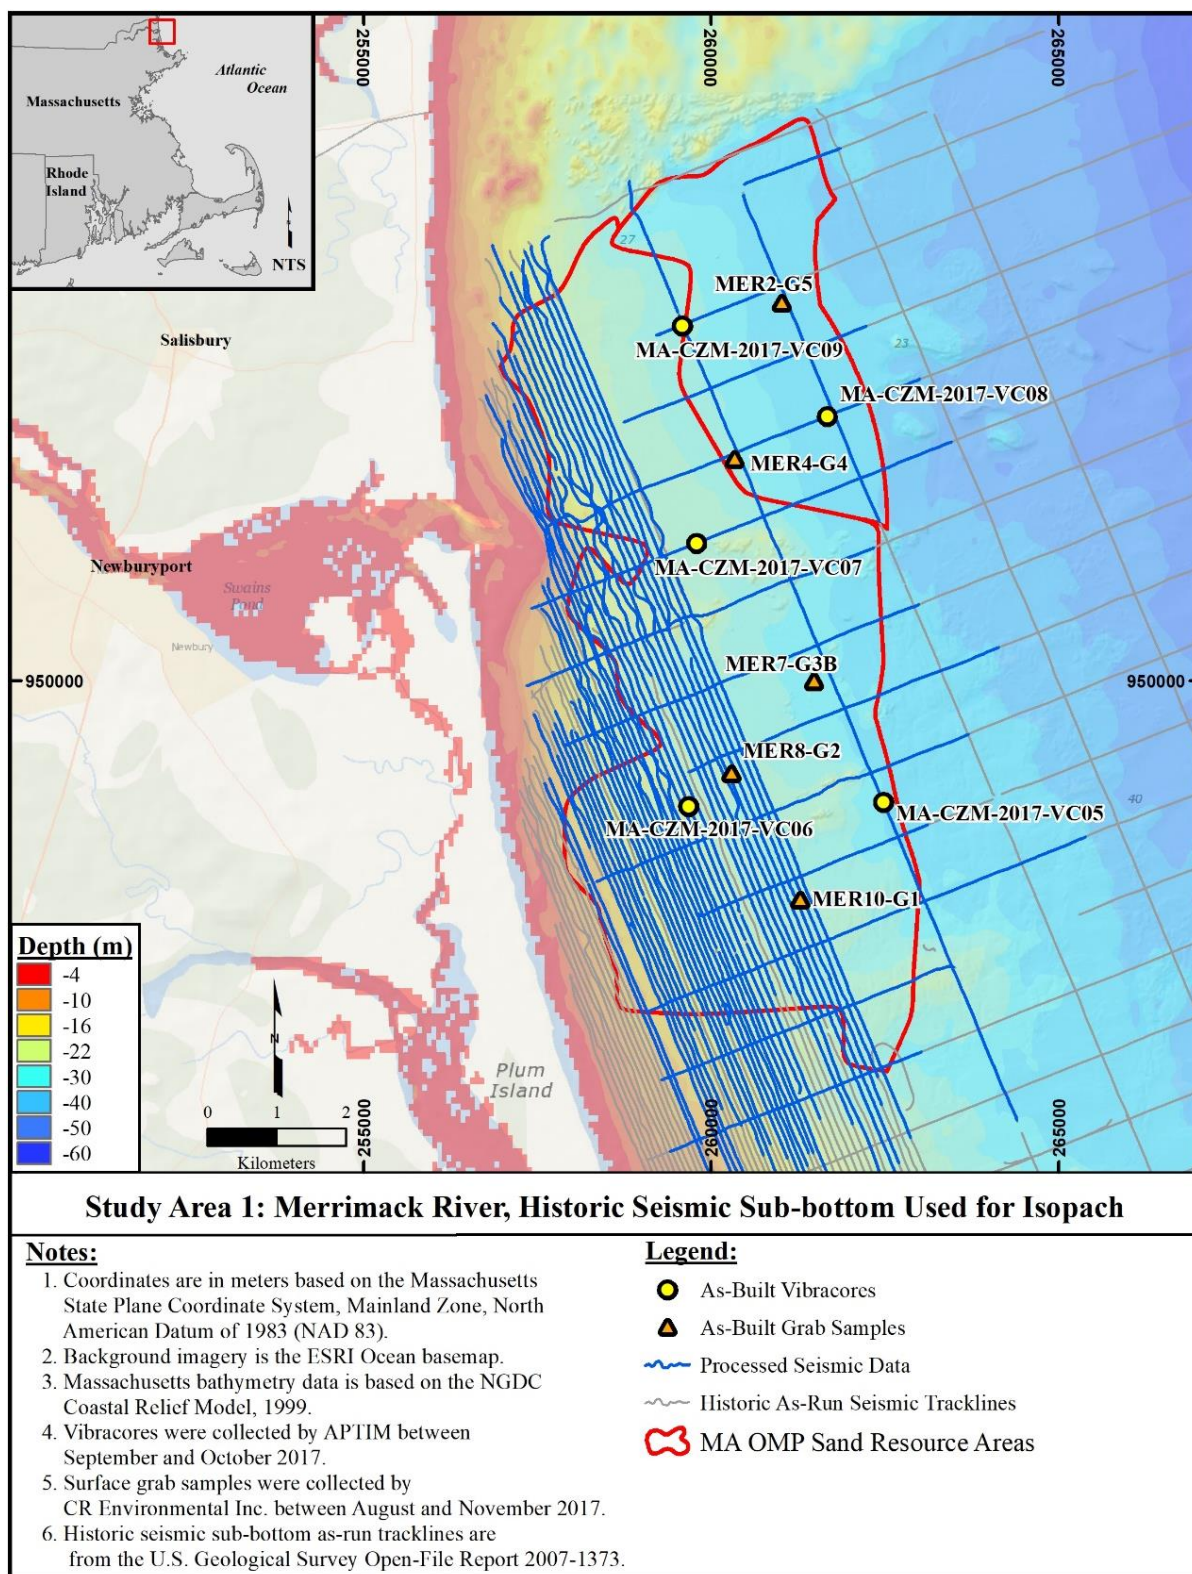 Atlantic
Ocean
Massachusetts
Rhode
Island
NTS
255000
260000
265000
27
MER2-G5
Salisbury
MA-CZM-2017-VC09
23
MA-CZM-2017-VC08
MER4-G4
MA-CZM-2017-VC07
Newburyport
Swains
Pond
Newbury
MER7-G3B
950000
950000
MER8-G2
40
MA-CZM-2017-VC06
MA-CZM-2017-VC05
MER10-G1
Depth (m)
-4
-10
-16
-22
-30
-40
-50
-60
N
0 1 2
Kilometers
Plum
Island
255000
260000
265000
Study Area 1: Merrimack River, Historic Seismic Sub-bottom Used for Isopach
Notes:
1. Coordinates are in meters based on the Massachusetts
State Plane Coordinate System, Mainland Zone, North
American Datum of 1983 (NAD 83).
2. Background imagery is the ESRI Ocean basemap.
3. Massachusetts bathymetry data is based on the NGDC
Coastal Relief Model, 1999.
4. Vibracores were collected by APTIM between
September and October 2017.
5. Surface grab samples were collected by
CR Environmental Inc. between August and November 2017.
6. Historic seismic sub-bottom as-run tracklines are
from the U.S. Geological Survey Open-File Report 2007-1373.
Legend:
As-Built Vibracores
As-Built Grab Samples
Processed Seismic Data
Historic As-Run Seismic Tracklines
MA OMP Sand Resource Areas